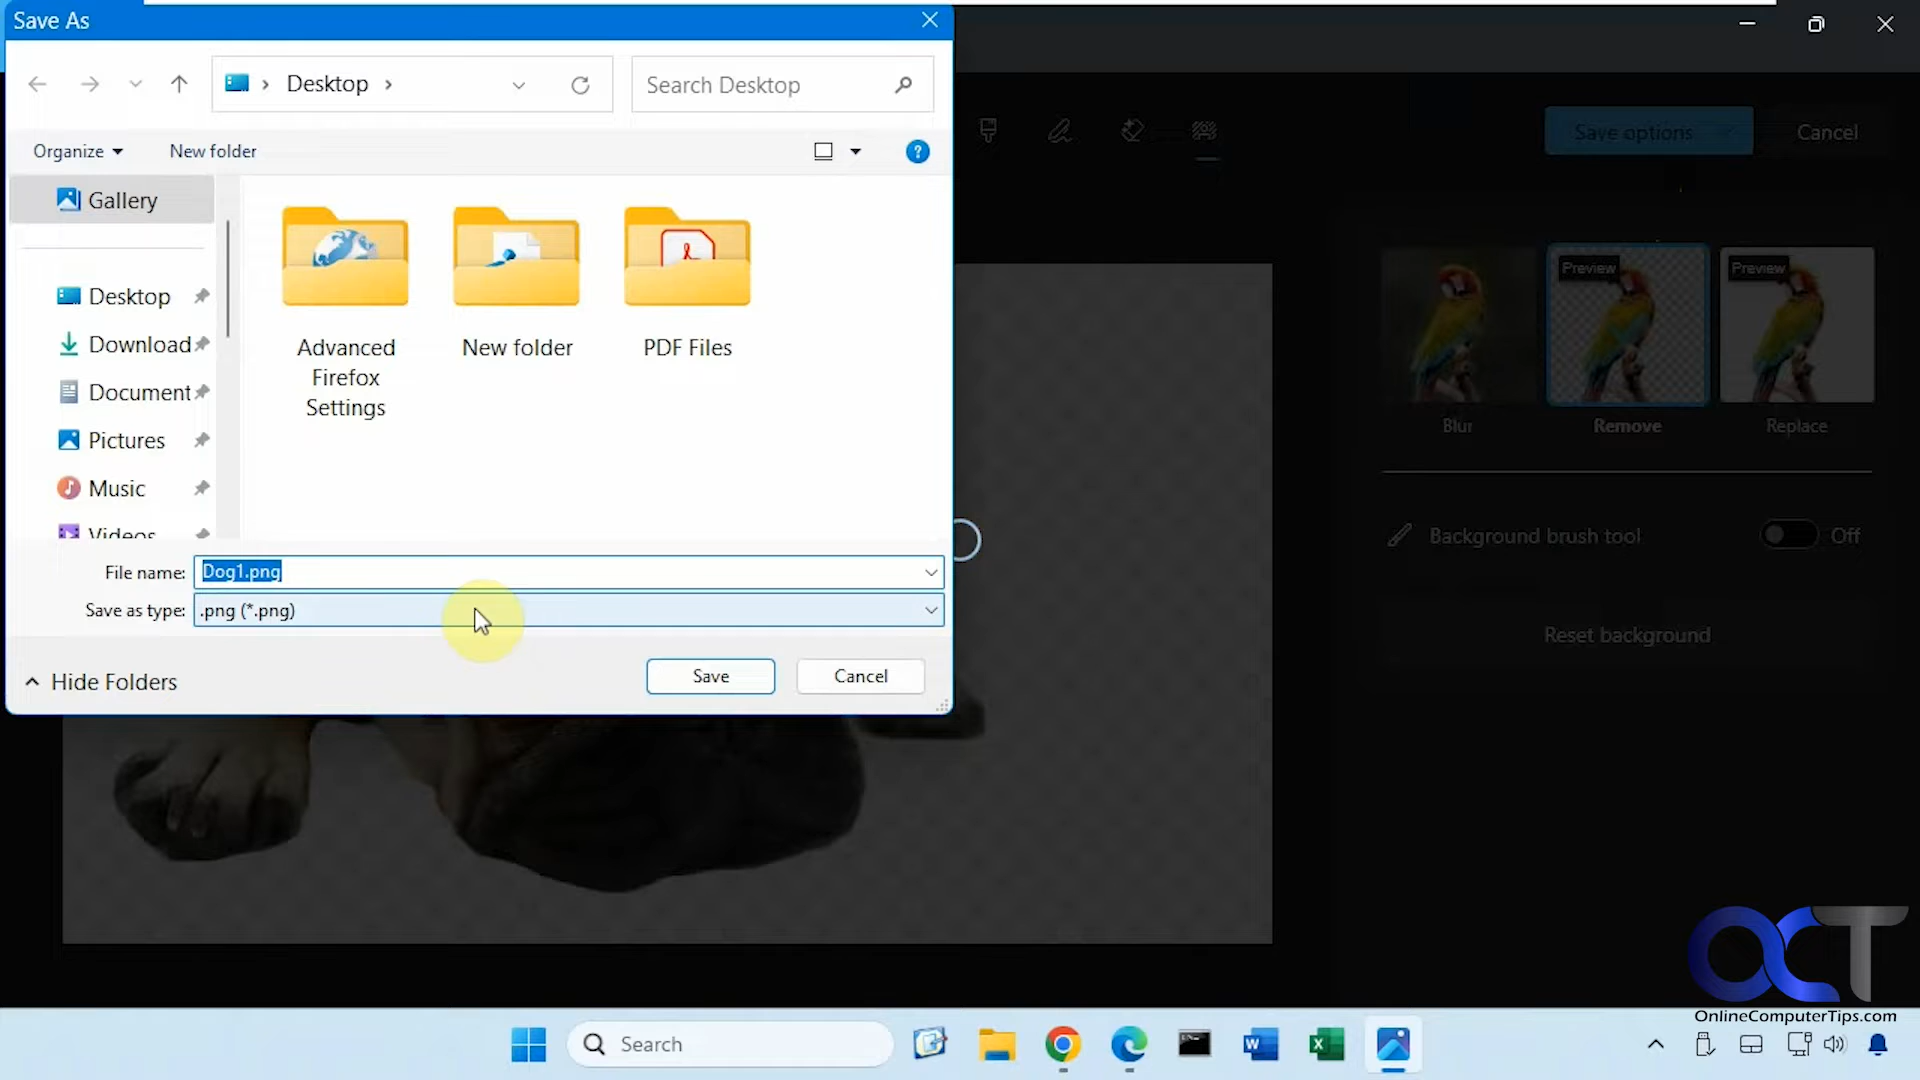 Save As
Desktop
Search Desktop
Organize
New folder
Gallery
Desktop
Download
Document
Pictures
Music
Videos
Advanced
Firefox
Settings
New folder
PDF Files
File name: Dog1.png
Save as type: .png (*.png)
Hide Folders
Save
Cancel
Save options
Cancel
Preview
Preview
Blur
Remove
Replace
Background brush tool
Off
Reset background
OCT
OnlineComputerTips.com
Search